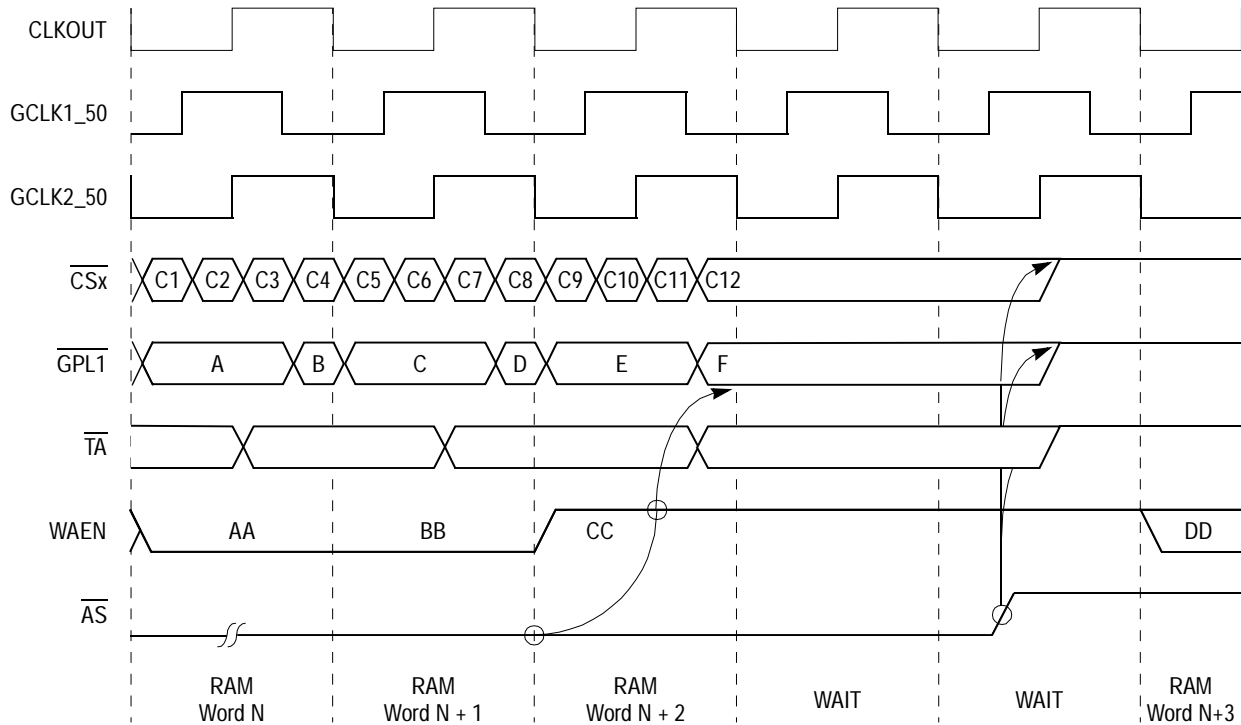 CLKOUT
GCLK1_50
GCLK2_50
CSx C1 C2 C3 C4 C5 C6 C7 C8 C9 C10 C11 C12
GPL1 A B C D E F
TA
WAEN AA BB CC DD
AS
RAM Word N
RAM Word N + 1
RAM Word N + 2
WAIT
WAIT
RAM Word N+3